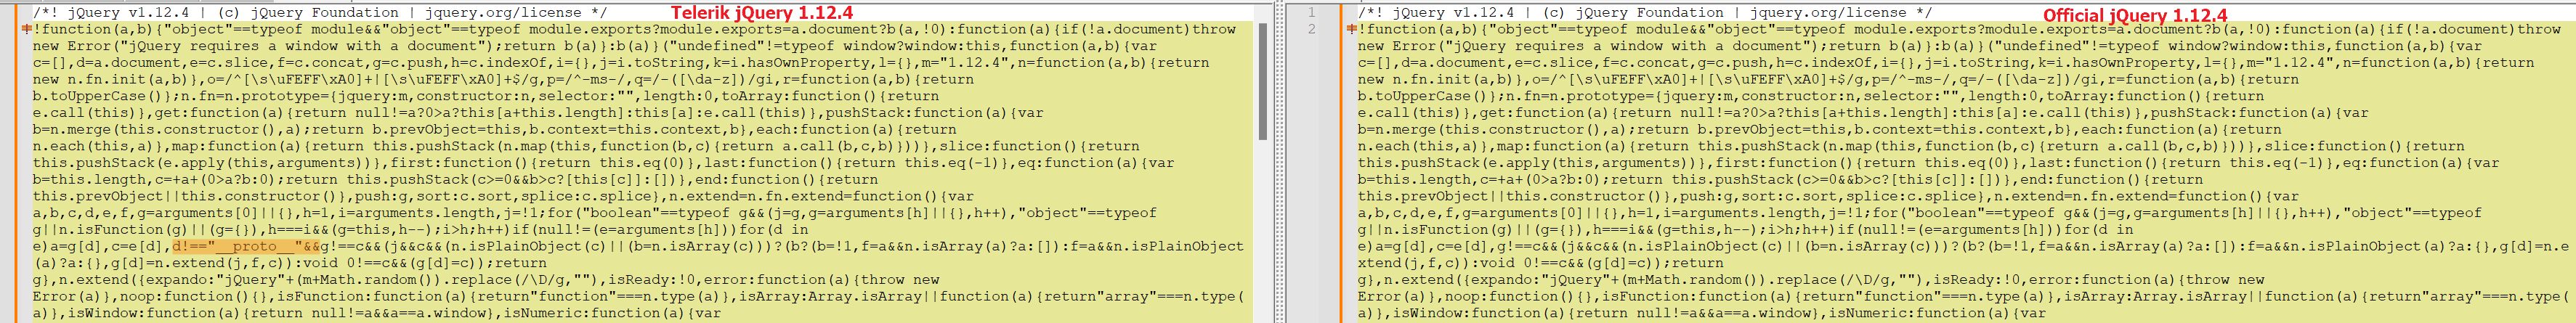 /*! jQuery v1.12.4 | (c) jQuery Foundation | jquery.org/license */
Telerik jQuery 1.12.4
!function(a,b){"object"==typeof module&&"object"==typeof module.exports?module.exports=a.document?b(a,!0):function(a){if(!a.document)throw
new Error("jQuery requires a window with a document");return b(a)}:b(a)}("undefined"!=typeof window?window:this,function(a,b){var
c=[],d=a.document,e=c.slice,f=c.concat,g=c.push,h=c.indexOf,i={},j=i.toString,k=i.hasOwnProperty,l={},m="1.12.4",n=function(a,b){return
new n.fn.init(a,b)},o=/^[\s\uFEFF\xA0]+|[\s\uFEFF\xA0]+$/g,p=/^-ms-/,q=/-([\da-z])/gi,r=function(a,b){return
b.toUpperCase()};n.fn=n.prototype={jquery:m,constructor:n,selector:"",length:0,toArray:function(){return
e.call(this)},get:function(a){return null!=a?0>a?this[a+this.length]:this[a]:e.call(this)},pushStack:function(a){var
b=n.merge(this.constructor(),a);return b.prevObject=this,b.context=this.context,b},each:function(a){return
n.each(this,a)},map:function(a){return this.pushStack(n.map(this,function(b,c){return a.call(b,c,b)}))},slice:function(){return
this.pushStack(e.apply(this,arguments))},first:function(){return this.eq(0)},last:function(){return this.eq(-1)},eq:function(a){var
b=this.length,c=+a+(0>a?b:0);return this.pushStack(c>=0&&b>c?[this[c]]:[])},end:function(){return
this.prevObject||this.constructor()},push:g,sort:c.sort,splice:c.splice},n.extend=n.fn.extend=function(){var
a,b,c,d,e,f,g=arguments[0]||{},h=1,i=arguments.length,j=!1;for("boolean"==typeof g&&(j=g,g=arguments[h]||{},h++),"object"==typeof
g||n.isFunction(g)||(g={}),h===i&&(g=this,h--);i>h;h++)if(null!=(e=arguments[h]))for(d in
e)a=g[d],c=e[d],d!=="__proto__"&&g!==c&&(j&&c&&(n.isPlainObject(c)||(b=n.isArray(c)))?(b?(b=!1,f=a&&n.isArray(a)?a:[]):f=a&&n.isPlainObject
(a)?a:{},g[d]=n.extend(j,f,c)):void 0!==c&&(g[d]=c));return
g},n.extend({expando:"jQuery"+(m+Math.random()).replace(/\D/g,""),isReady:!0,error:function(a){throw new
Error(a)},noop:function(){},isFunction:function(a){return"function"===n.type(a)},isArray:Array.isArray||function(a){return"array"===n.type(
a)},isWindow:function(a){return null!=a&&a==a.window},isNumeric:function(a){var
1 /*! jQuery v1.12.4 | (c) jQuery Foundation | jquery.org/license */
Official jQuery 1.12.4
2 !function(a,b){"object"==typeof module&&"object"==typeof module.exports?module.exports=a.document?b(a,!0):function(a){if(!a.document)throw
new Error("jQuery requires a window with a document");return b(a)}:b(a)}("undefined"!=typeof window?window:this,function(a,b){var
c=[],d=a.document,e=c.slice,f=c.concat,g=c.push,h=c.indexOf,i={},j=i.toString,k=i.hasOwnProperty,l={},m="1.12.4",n=function(a,b){return
new n.fn.init(a,b)},o=/^[\s\uFEFF\xA0]+|[\s\uFEFF\xA0]+$/g,p=/^-ms-/,q=/-([\da-z])/gi,r=function(a,b){return
b.toUpperCase()};n.fn=n.prototype={jquery:m,constructor:n,selector:"",length:0,toArray:function(){return
e.call(this)},get:function(a){return null!=a?0>a?this[a+this.length]:this[a]:e.call(this)},pushStack:function(a){var
b=n.merge(this.constructor(),a);return b.prevObject=this,b.context=this.context,b},each:function(a){return
n.each(this,a)},map:function(a){return this.pushStack(n.map(this,function(b,c){return a.call(b,c,b)}))},slice:function(){return
this.pushStack(e.apply(this,arguments))},first:function(){return this.eq(0)},last:function(){return this.eq(-1)},eq:function(a){var
b=this.length,c=+a+(0>a?b:0);return this.pushStack(c>=0&&b>c?[this[c]]:[])},end:function(){return
this.prevObject||this.constructor()},push:g,sort:c.sort,splice:c.splice},n.extend=n.fn.extend=function(){var
a,b,c,d,e,f,g=arguments[0]||{},h=1,i=arguments.length,j=!1;for("boolean"==typeof g&&(j=g,g=arguments[h]||{},h++),"object"==typeof
g||n.isFunction(g)||(g={}),h===i&&(g=this,h--);i>h;h++)if(null!=(e=arguments[h]))for(d in
e)a=g[d],c=e[d],g!==c&&(j&&c&&(n.isPlainObject(c)||(b=n.isArray(c)))?(b?(b=!1,f=a&&n.isArray(a)?a:[]):f=a&&n.isPlainObject(a)?a:{},g[d]=n.e
xtend(j,f,c)):void 0!==c&&(g[d]=c));return
g},n.extend({expando:"jQuery"+(m+Math.random()).replace(/\D/g,""),isReady:!0,error:function(a){throw new
Error(a)},noop:function(){},isFunction:function(a){return"function"===n.type(a)},isArray:Array.isArray||function(a){return"array"===n.type(
a)},isWindow:function(a){return null!=a&&a==a.window},isNumeric:function(a){var